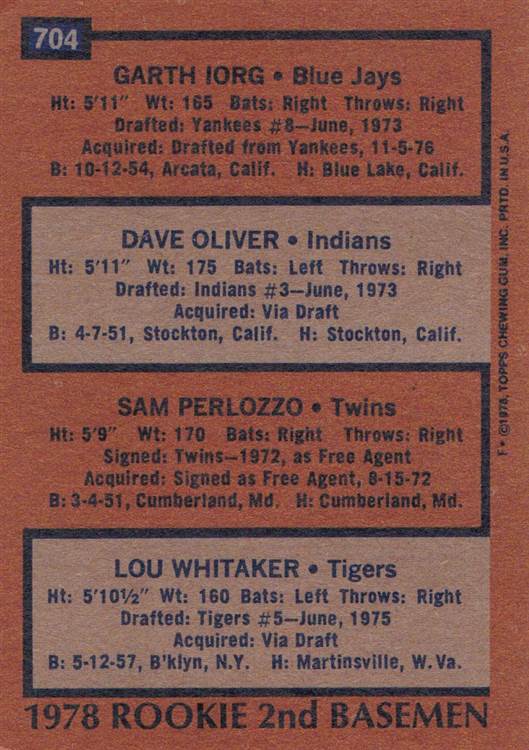 704
GARTH IORG • Blue Jays
Ht: 5'11" Wt: 165 Bats: Right Throws: Right
Drafted: Yankees #8—June, 1973
Acquired: Drafted from Yankees, 11-5-76
B: 10-12-54, Arcata, Calif. H: Blue Lake, Calif.
DAVE OLIVER • Indians
Ht: 5'11" Wt: 175 Bats: Left Throws: Right
Drafted: Indians #3—June, 1973
Acquired: Via Draft
B: 4-7-51, Stockton, Calif. H: Stockton, Calif.
SAM PERLOZZO • Twins
Ht: 5'9" Wt: 170 Bats: Right Throws: Right
Signed: Twins—1972, as Free Agent
Acquired: Signed as Free Agent, 8-15-72
B: 3-4-51, Cumberland, Md. H: Cumberland, Md.
LOU WHITAKER • Tigers
Ht: 5'10½" Wt: 160 Bats: Left Throws: Right
Drafted: Tigers #5—June, 1975
Acquired: Via Draft
B: 5-12-57, B'klyn, N.Y. H: Martinsville, W. Va.
1978 ROOKIE 2nd BASEMEN
F • ©1978, TOPPS CHEWING GUM, INC. PRTD. IN U.S.A.